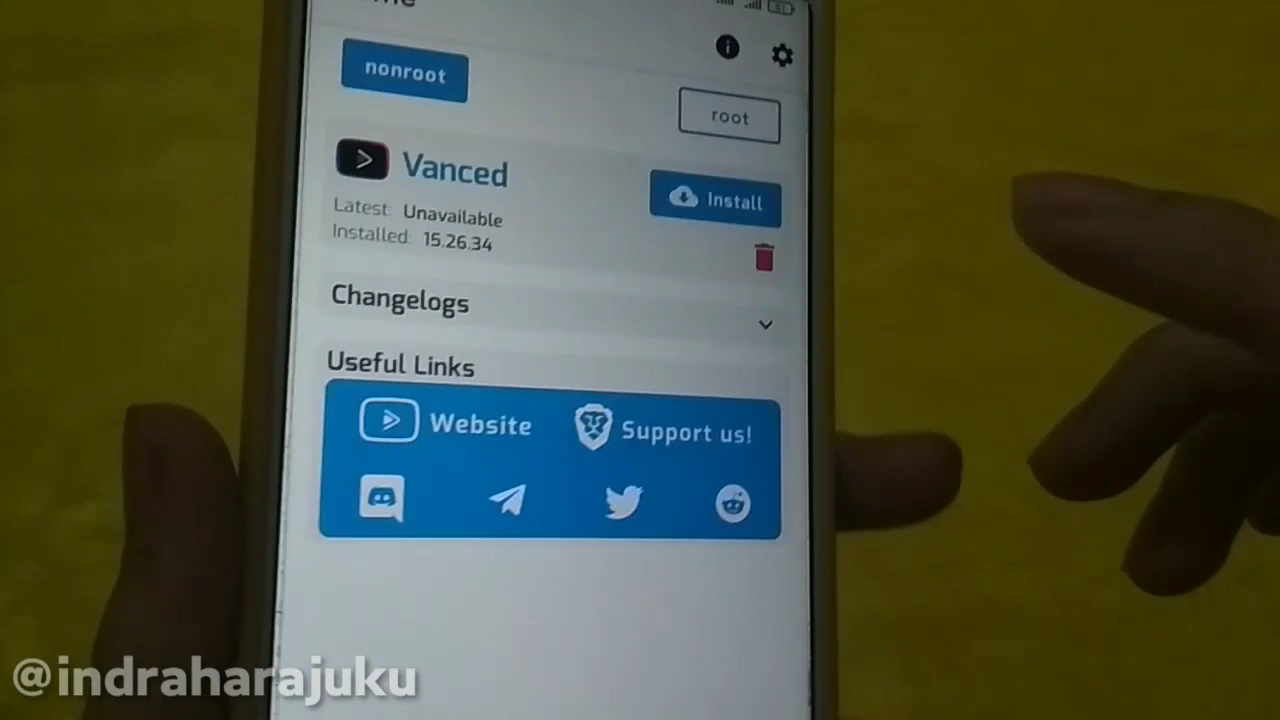 nonroot
root
Vanced
Install
Latest: Unavailable
Installed: 15.26.34
Changelogs
Useful Links
Website
Support us!
@indraharajuku